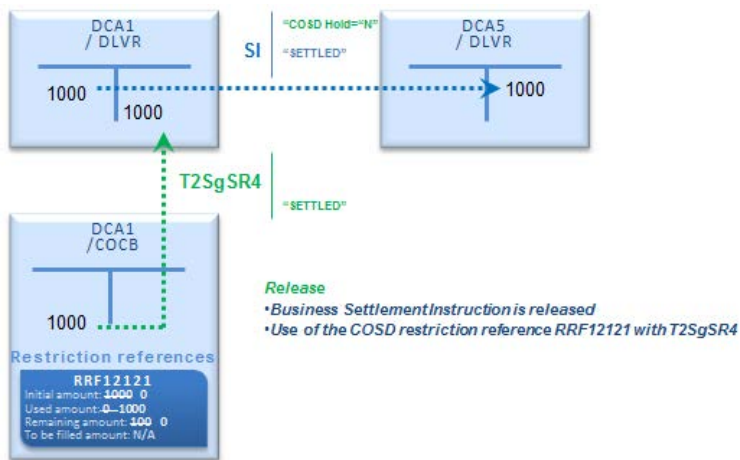 DCA1
/ DLVR
1000
1000
SI
“COSD Hold=“N”
“SETTLED”
DCA5
/ DLVR
1000
T2SgSR4
“SETTLED”
DCA1
/COCB
1000
Release
•Business SettlementInstruction is released
•Use of the COSD restriction reference RRF12121 with T2SgSR4
Restriction references
RRF12121
Initial amount: 1000 0
Used amount: 0 1000
Remaining amount: 100 0
To be filled amount: N/A